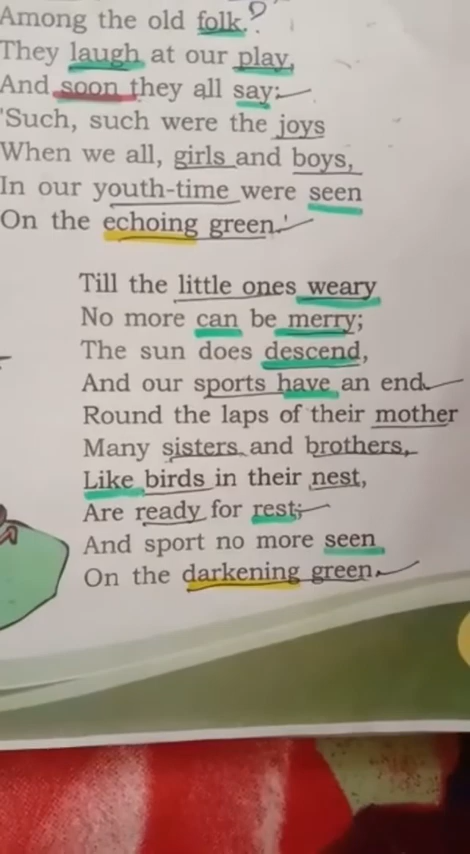 Among the old folk.?
They laugh at our play,
And soon they all say:
'Such, such were the joys
When we all, girls and boys,
In our youth-time were seen
On the echoing green.'
Till the little ones weary
No more can be merry;
The sun does descend,
And our sports have an end.
Round the laps of their mother
Many sisters and brothers,
Like birds in their nest,
Are ready for rest;
And sport no more seen
On the darkening green.